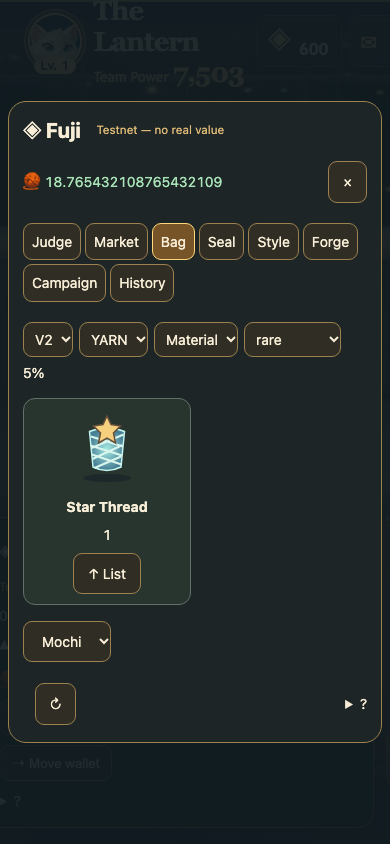 The
Lantern
Lv. 1
600
Team Power 7,503
Fuji Testnet — no real value
18.765432108765432109 ×
Judge Market Bag Seal Style Forge
Campaign History
V2 YARN Material rare
5%
Star Thread
1
↑ List
Mochi
↻ ▶ ?
→ Move wallet
▶ ?